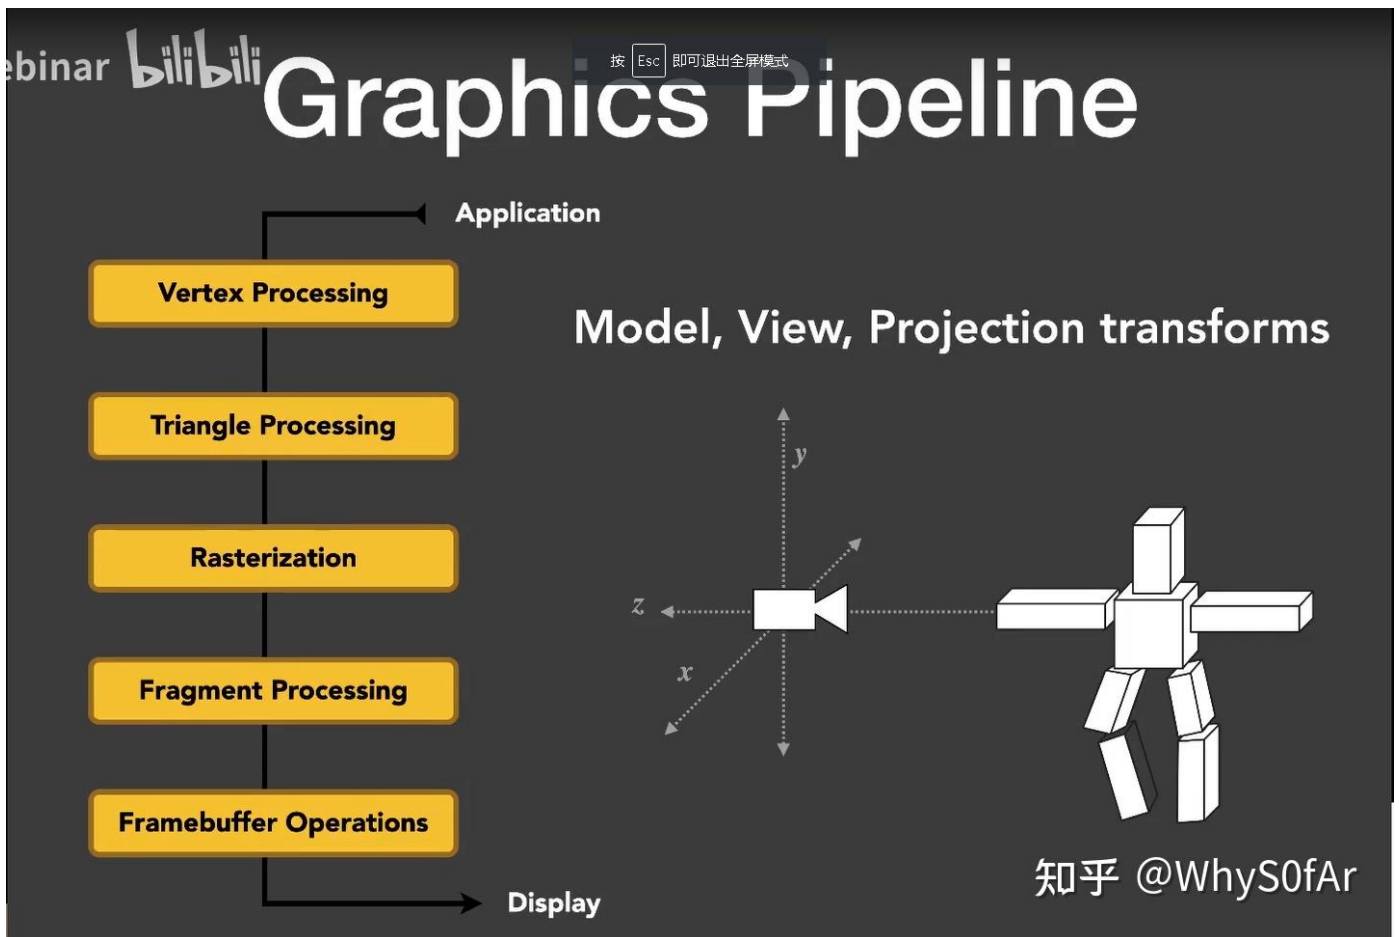 ebinar bilibili
按 Esc 即可退出全屏模式
Graphics Pipeline
Application
Vertex Processing
Triangle Processing
Rasterization
Fragment Processing
Framebuffer Operations
Display
Model, View, Projection transforms
y
z
x
知乎 @WhyS0fAr